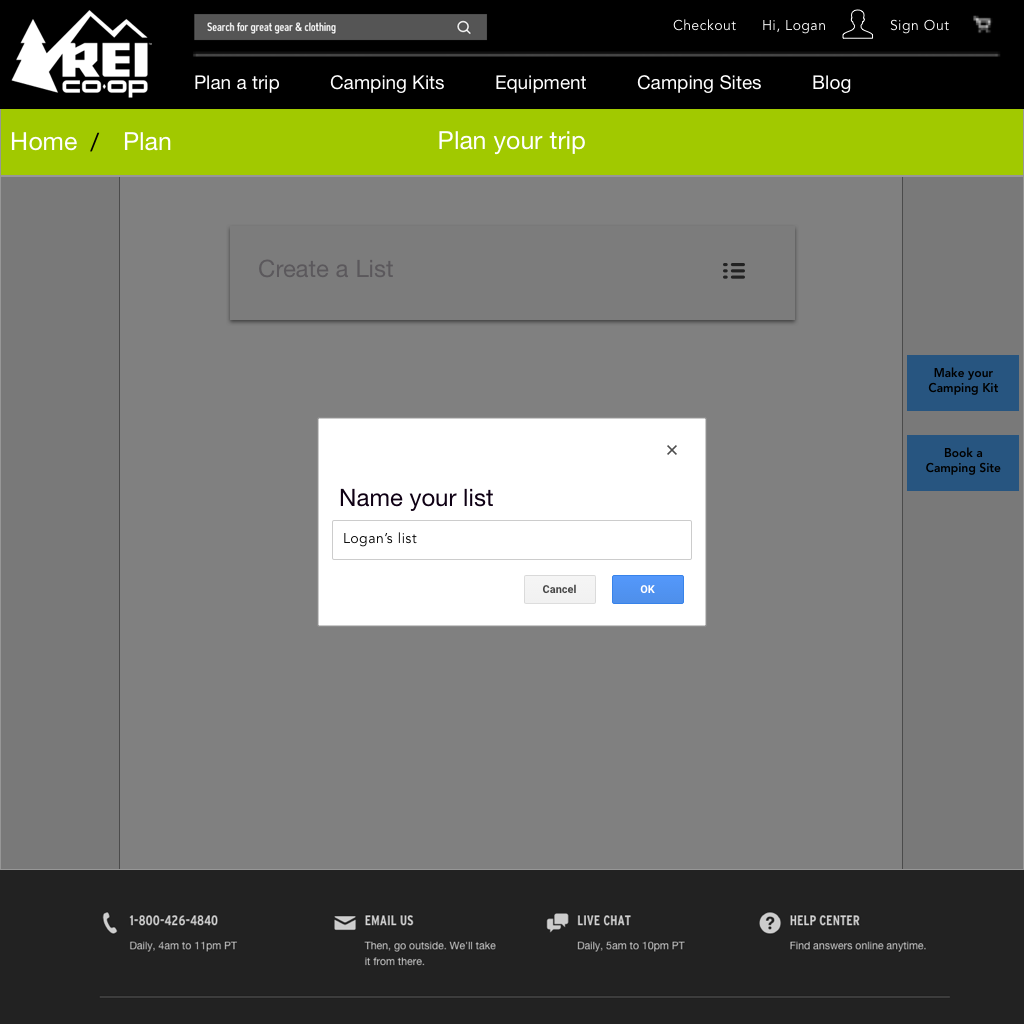 REI
co·op
Search for great gear & clothing
Checkout
Hi, Logan
Sign Out
Plan a trip
Camping Kits
Equipment
Camping Sites
Blog
Home / Plan
Plan your trip
Create a List
Make your
Camping Kit
Book a
Camping Site
×
Name your list
Logan’s list
Cancel
OK
1-800-426-4840
Daily, 4am to 11pm PT
EMAIL US
Then, go outside. We'll take
it from there.
LIVE CHAT
Daily, 5am to 10pm PT
HELP CENTER
Find answers online anytime.